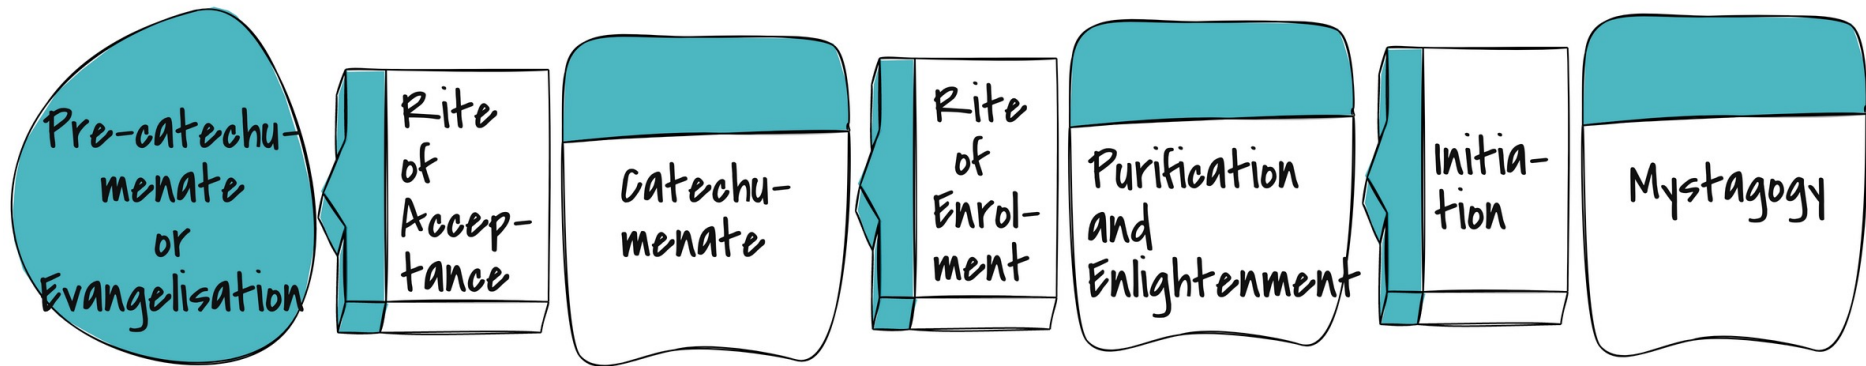 Pre-catechu-
menate
or
Evangelisation
Rite
of
Accep-
tance
Catechu-
menate
Rite
of
Enrol-
ment
Purification
and
Enlightenment
Initia-
tion
Mystagogy